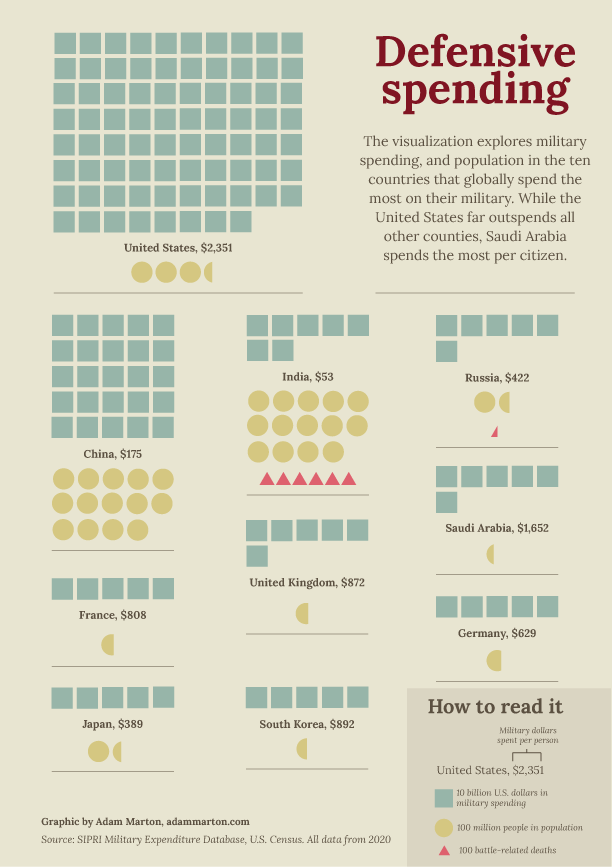 Defensive
spending
The visualization explores military
spending, and population in the ten
countries that globally spend the
most on their military. While the
United States far outspends all
other counties, Saudi Arabia
spends the most per citizen.
United States, $2,351
China, $175
India, $53
Russia, $422
Saudi Arabia, $1,652
United Kingdom, $872
France, $808
Germany, $629
Japan, $389
South Korea, $892
How to read it
Military dollars
spent per person
United States, $2,351
10 billion U.S. dollars in
military spending
100 million people in population
100 battle-related deaths
Graphic by Adam Marton, adammarton.com
Source: SIPRI Military Expenditure Database, U.S. Census. All data from 2020